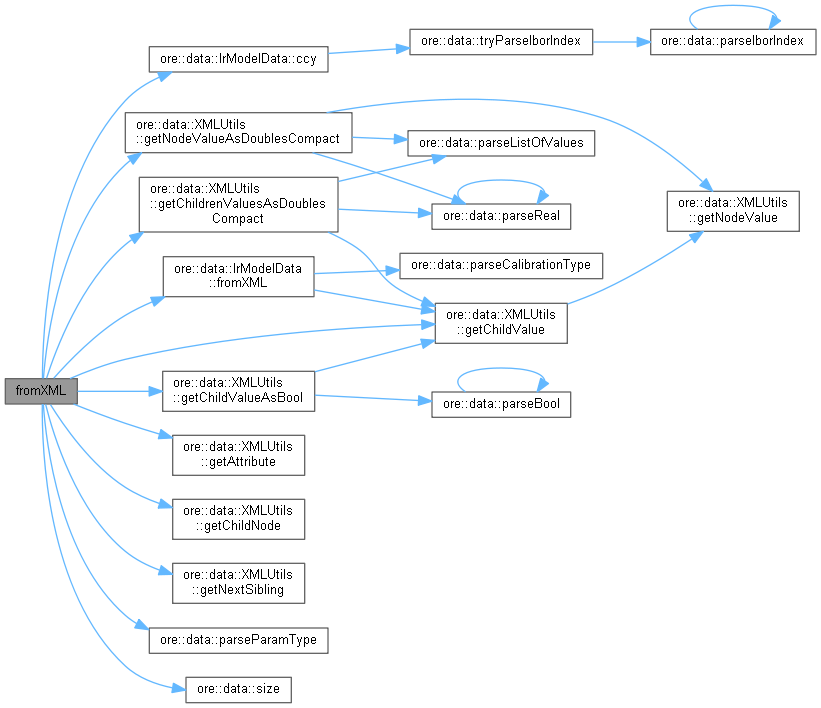 fromXML
ore::data::IrModelData::ccy
ore::data::tryParseIborIndex
ore::data::parseIborIndex
ore::data::XMLUtils
::getNodeValueAsDoublesCompact
ore::data::parseListOfValues
ore::data::XMLUtils
::getChildrenValuesAsDoubles
Compact
ore::data::parseReal
ore::data::XMLUtils
::getNodeValue
ore::data::IrModelData
::fromXML
ore::data::parseCalibrationType
ore::data::XMLUtils
::getChildValue
ore::data::XMLUtils
::getChildValueAsBool
ore::data::parseBool
ore::data::XMLUtils
::getAttribute
ore::data::XMLUtils
::getChildNode
ore::data::XMLUtils
::getNextSibling
ore::data::parseParamType
ore::data::size